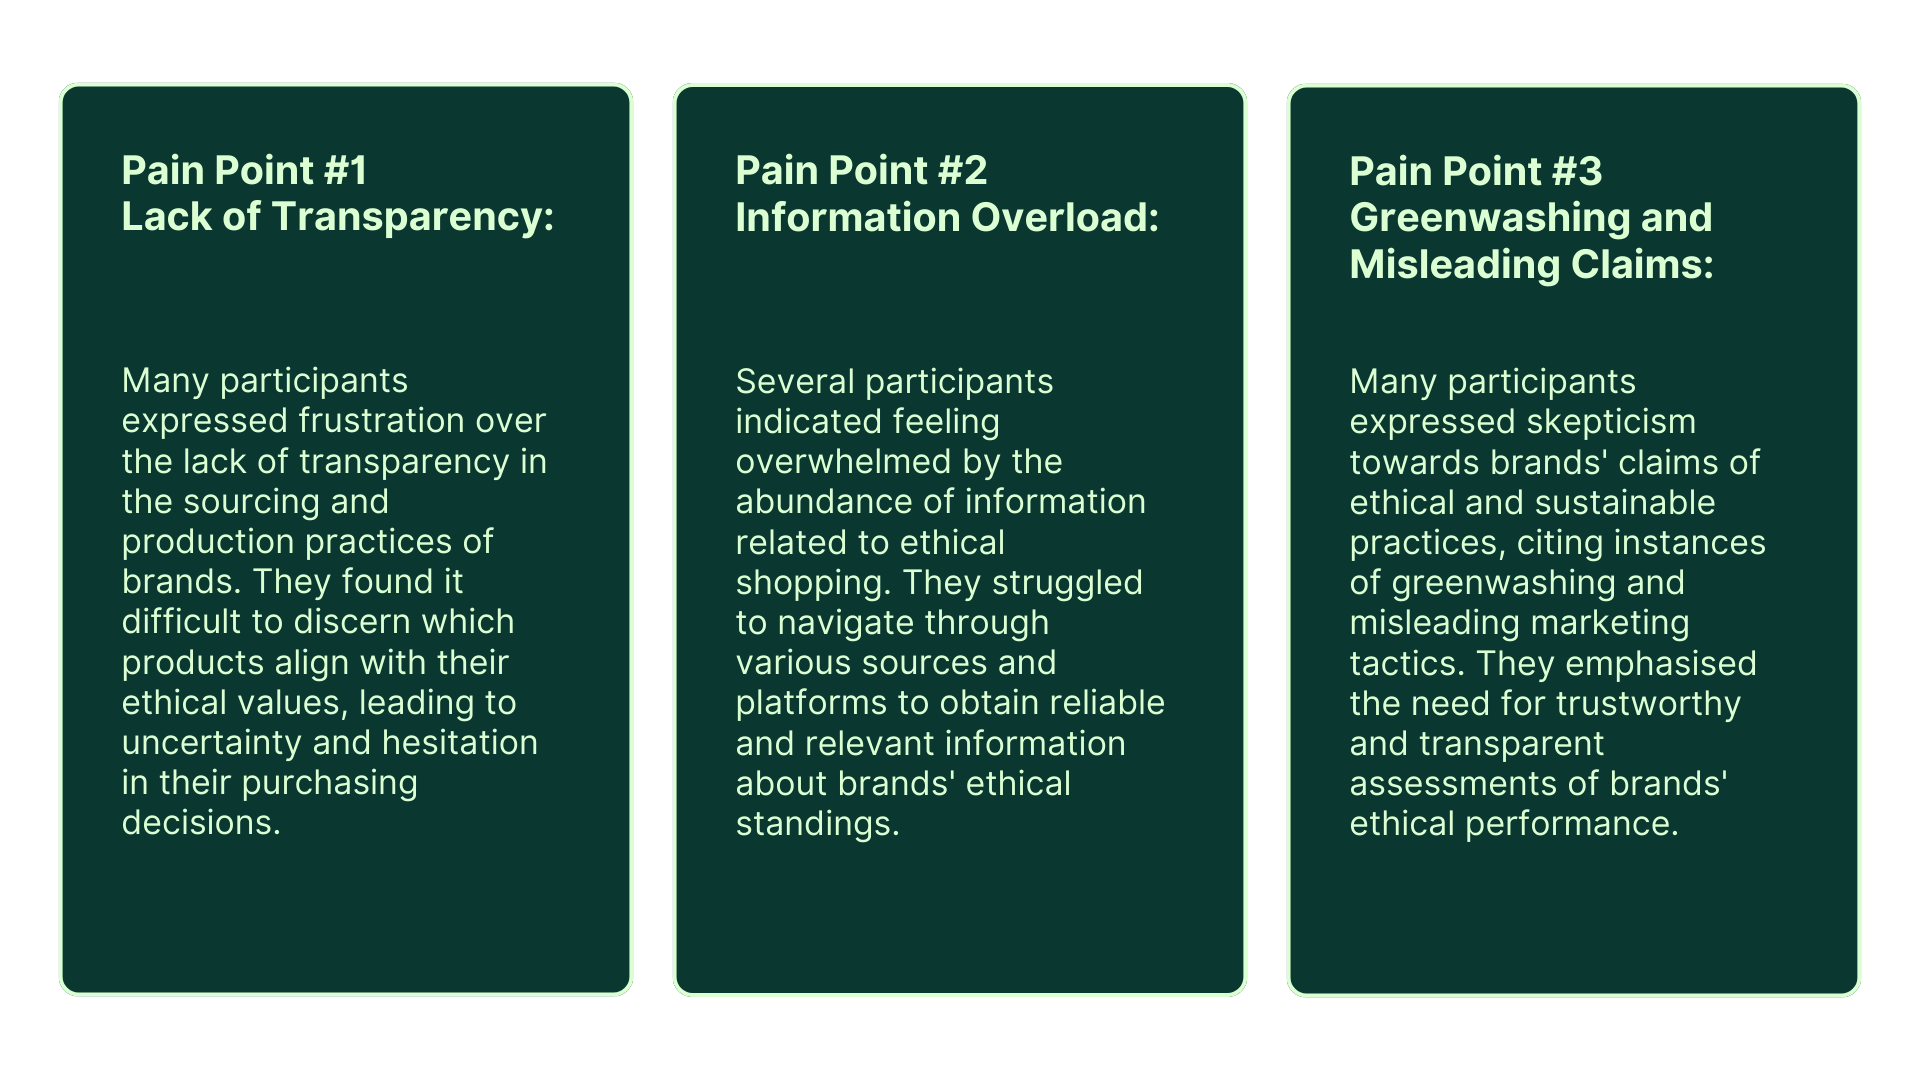 Pain Point #1
Lack of Transparency:
Many participants
expressed frustration over
the lack of transparency in
the sourcing and
production practices of
brands. They found it
difficult to discern which
products align with their
ethical values, leading to
uncertainty and hesitation
in their purchasing
decisions.
Pain Point #2
Information Overload:
Several participants
indicated feeling
overwhelmed by the
abundance of information
related to ethical
shopping. They struggled
to navigate through
various sources and
platforms to obtain reliable
and relevant information
about brands' ethical
standings.
Pain Point #3
Greenwashing and
Misleading Claims:
Many participants
expressed skepticism
towards brands' claims of
ethical and sustainable
practices, citing instances
of greenwashing and
misleading marketing
tactics. They emphasised
the need for trustworthy
and transparent
assessments of brands'
ethical performance.